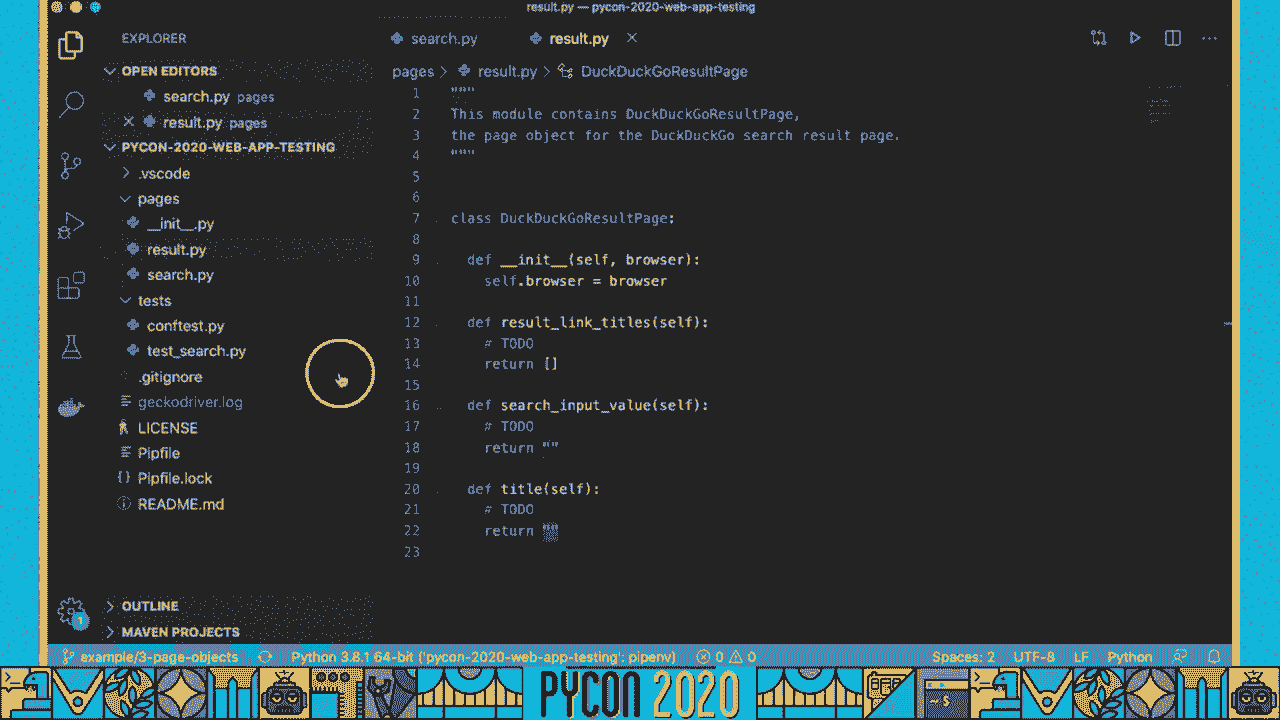 result.py — pycon-2020-web-app-testing
EXPLORER
OPEN EDITORS
search.py pages
result.py pages
PYCON-2020-WEB-APP-TESTING
.vscode
pages
__init__.py
result.py
search.py
tests
conftest.py
test_search.py
.gitignore
geckodriver.log
LICENSE
Pipfile
Pipfile.lock
README.md
OUTLINE
MAVEN PROJECTS
1
search.py result.py
pages > result.py > DuckDuckGoResultPage
1 """
2 This module contains DuckDuckGoResultPage,
3 the page object for the DuckDuckGo search result page.
4 """
5
6
7 class DuckDuckGoResultPage:
8
9 def __init__(self, browser):
10 self.browser = browser
11
12 def result_link_titles(self):
13 # TODO
14 return []
15
16 def search_input_value(self):
17 # TODO
18 return ""
19
20 def title(self):
21 # TODO
22 return ""
23
example/3-page-objects Python 3.8.1 64-bit ('pycon-2020-web-app-testing': pipenv) 0 0 Spaces: 2 UTF-8 LF Python
PYCON 2020
~$